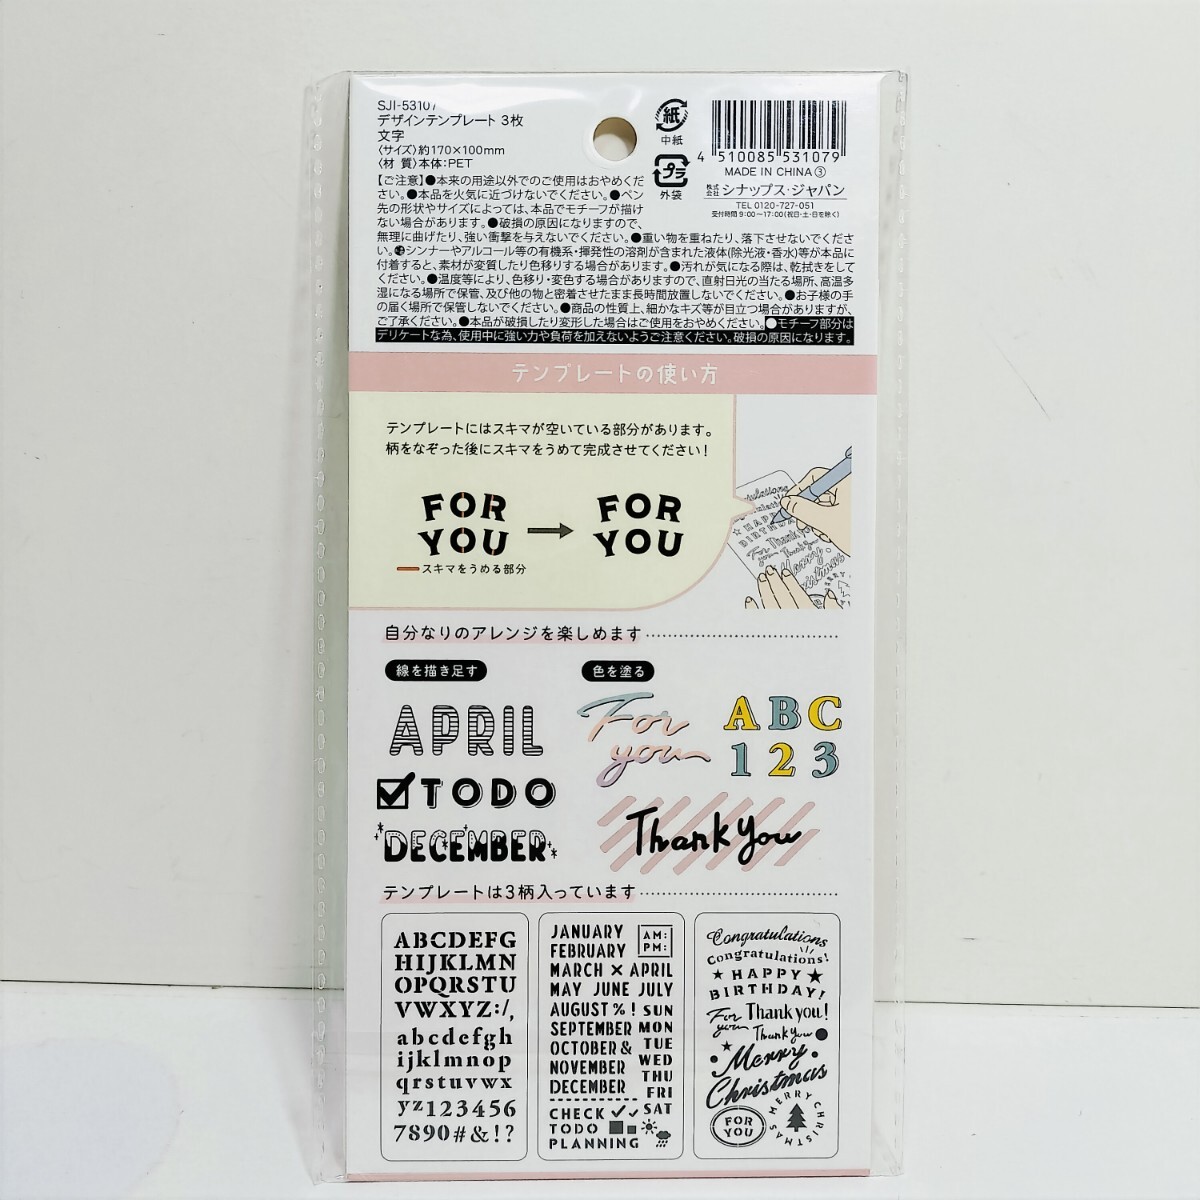 SJI-53107
デザインテンプレート 3枚
文字
〈サイズ〉約170×100mm
〈材 質〉本体:PET
紙
中紙
プラ
外袋
4 510085 531079
MADE IN CHINA③
株式会社 シナップス・ジャパン
TEL 0120-727-051
受付時間 9:00~17:00(祝日・土・日を除く)
【ご注意】●本来の用途以外でのご使用はおやめくだ
さい。●本品を火気に近づけないでください。●ペン
先の形状やサイズによっては、本品でモチーフが描け
ない場合があります。●破損の原因になりますので、
無理に曲げたり、強い衝撃を与えないでください。●重い物を重ねたり、落下させないでくださ
い。●シンナーやアルコール等の有機系・揮発性の溶剤が含まれた液体(除光液・香水)等が本品に
付着すると、素材が変質したり色移りする場合があります。●汚れが気になる際は、乾拭きをして
ください。●温度等により、色移り・変色する場合がありますので、直射日光の当たる場所、高温多
湿になる場所で保管、及び他の物と密着させたまま長時間放置しないでください。●お子様の手
の届く場所で保管しないでください。●商品の性質上、細かなキズ等が目立つ場合がありますが、
ご了承ください。●本品が破損したり変形した場合はご使用をおやめください。●モチーフ部分は
デリケートな為、使用中に強い力や負荷を加えないようご注意ください。破損の原因になります。
テンプレートの使い方
テンプレートにはスキマが空いている部分があります。
柄をなぞった後にスキマをうめて完成させてください!
FOR
YOU
FOR
YOU
スキマをうめる部分
自分なりのアレンジを楽しめます
線を描き足す
色を塗る
APRIL
TODO
DECEMBER
For
you
ABC
123
Thank you
テンプレートは3柄入っています
ABCDEFG
HIJKLMN
OPQRSTU
VWXYZ:/,
abcdefgh
ijklmnop
qrstuvwx
yz123456
7890#&!?
JANUARY
FEBRUARY
AM:
PM:
MARCH × APRIL
MAY JUNE JULY
AUGUST % ! SUN
SEPTEMBER MON
OCTOBER & TUE
NOVEMBER WED
DECEMBER THU
FRI
SAT
CHECK
TODO
PLANNING
Congratulations
Congratulations!
★HAPPY★
BIRTHDAY!
For you
Thank you!
Thank you
Merry
Christmas
FOR
YOU
MERRY CHRISTMAS